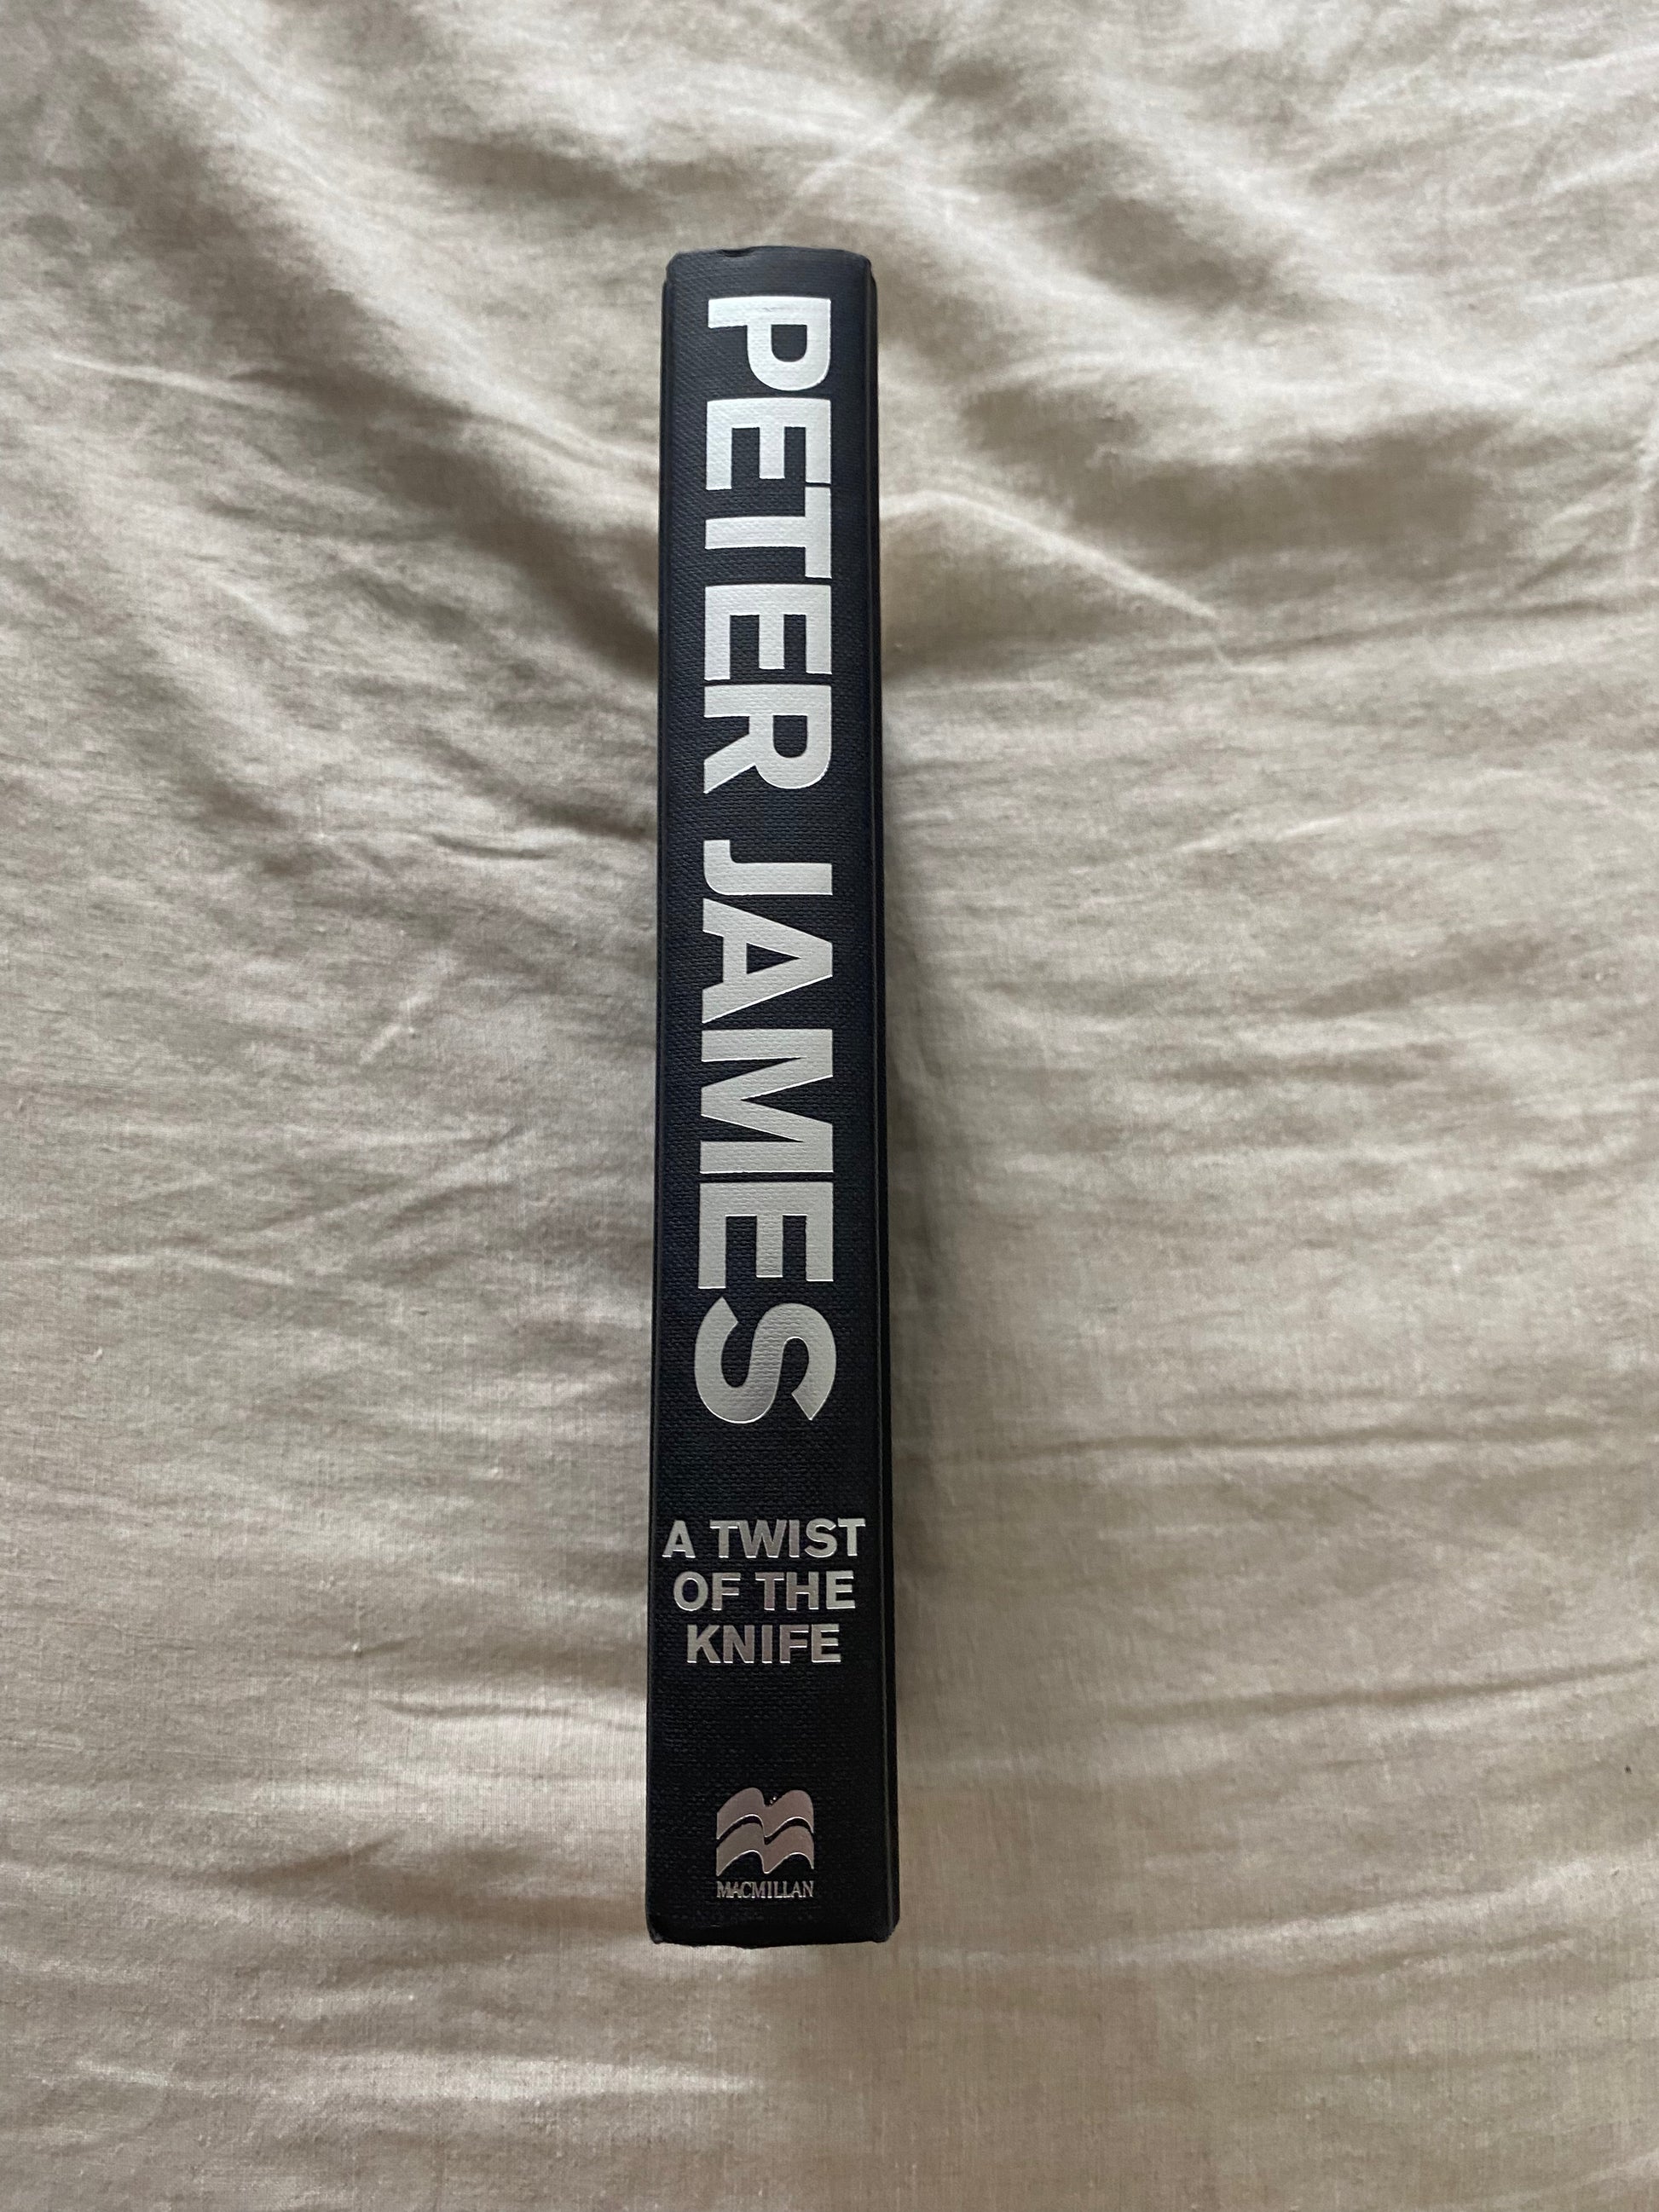 PETER JAMES
A TWIST
OF THE
KNIFE
MACMILLAN